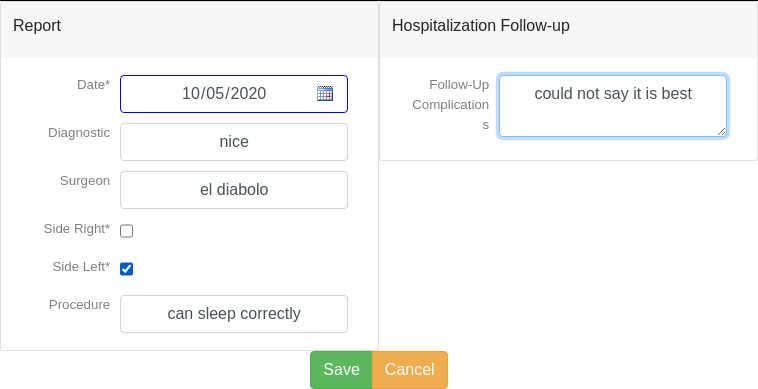 Report
Date* 10/05/2020
Diagnostic nice
Surgeon el diabolo
Side Right*
Side Left*
Procedure can sleep correctly
Hospitalization Follow-up
Follow-Up
Complication
s
could not say it is best
Save Cancel